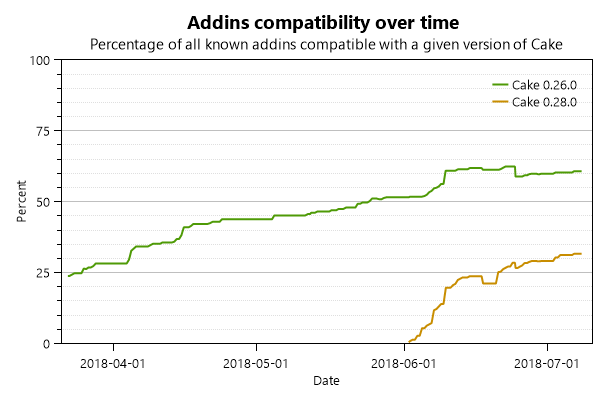 Addins compatibility over time
Percentage of all known addins compatible with a given version of Cake
100
Cake 0.26.0
Cake 0.28.0
75
50
25
0
Percent
2018-04-01
2018-05-01
2018-06-01
2018-07-01
Date